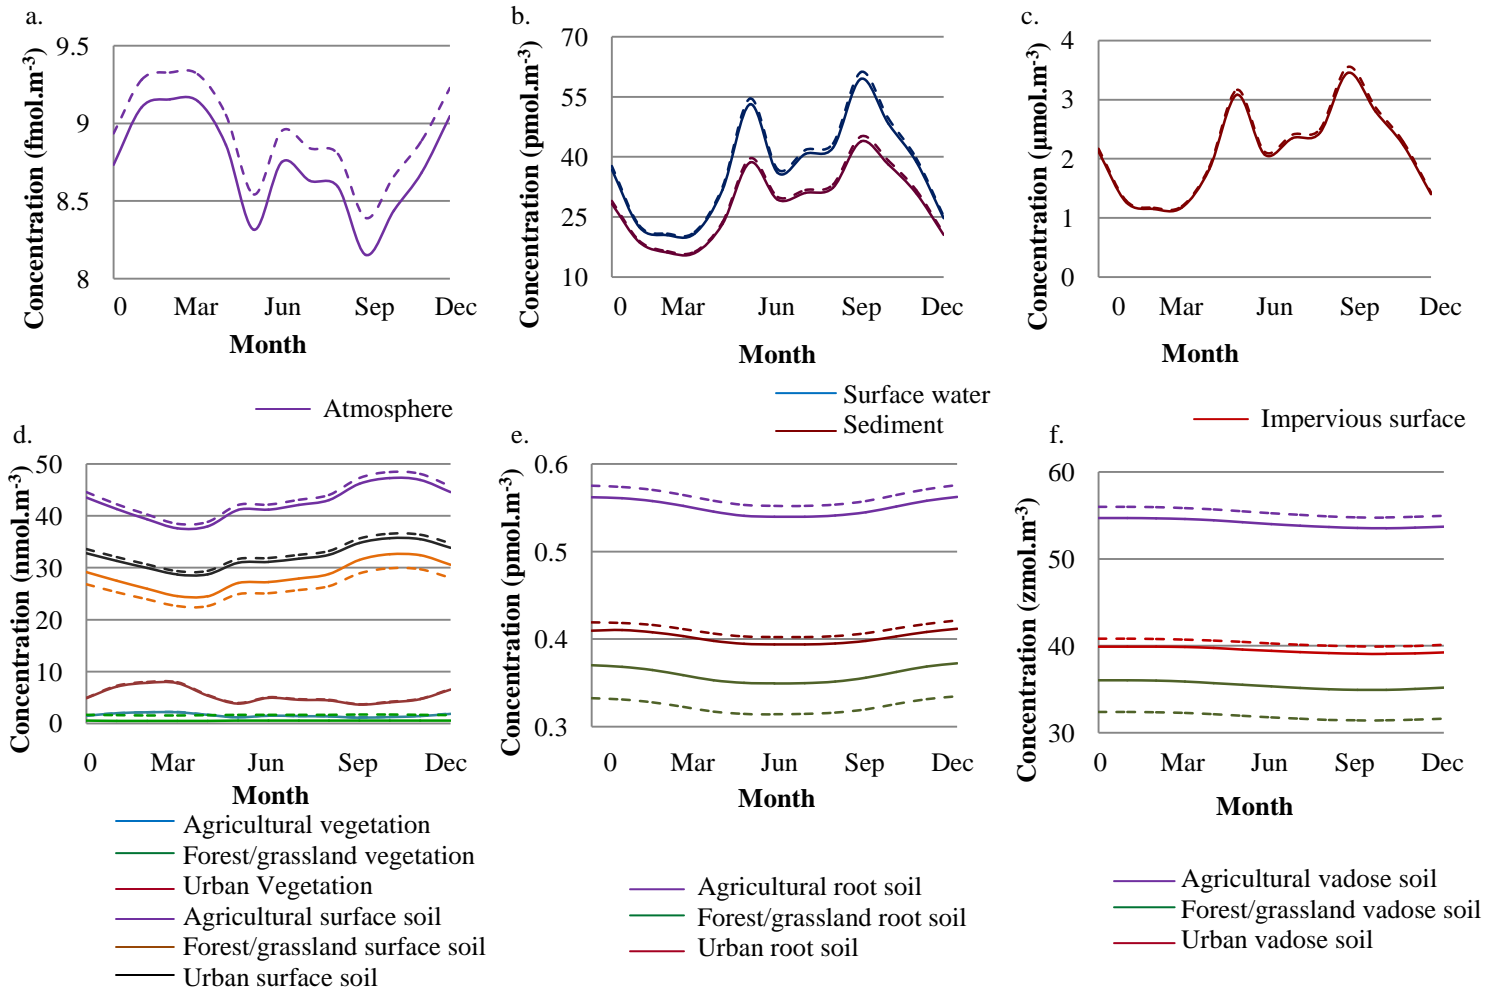 a.
Concentration (fmol.m-3)
9.5
9
8.5
8
0 Mar Jun Sep Dec
Month
Atmosphere
b.
Concentration (pmol.m-3)
70
55
40
25
10
0 Mar Jun Sep Dec
Month
Surface water
Sediment
c.
Concentration (µmol.m-3)
4
3
2
1
0
0 Mar Jun Sep Dec
Month
Impervious surface
d.
Concentration (nmol.m-3)
50
40
30
20
10
0
0 Mar Jun Sep Dec
Month
Agricultural vegetation
Forest/grassland vegetation
Urban Vegetation
Agricultural surface soil
Forest/grassland surface soil
Urban surface soil
e.
Concentration (pmol.m-3)
0.6
0.5
0.4
0.3
0 Mar Jun Sep Dec
Month
Agricultural root soil
Forest/grassland root soil
Urban root soil
f.
Concentration (zmol.m-3)
60
50
40
30
0 Mar Jun Sep Dec
Month
Agricultural vadose soil
Forest/grassland vadose soil
Urban vadose soil